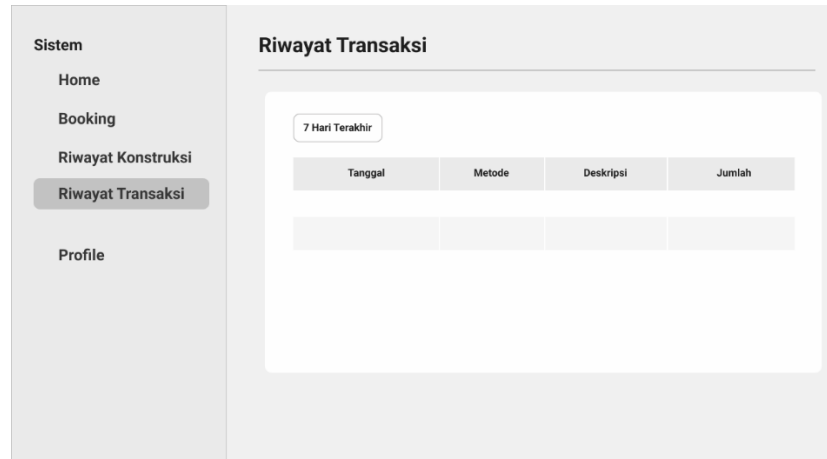 Sistem
Home
Booking
Riwayat Konstruksi
Riwayat Transaksi
Profile
Riwayat Transaksi
7 Hari Terakhir
Tanggal Metode Deskripsi Jumlah